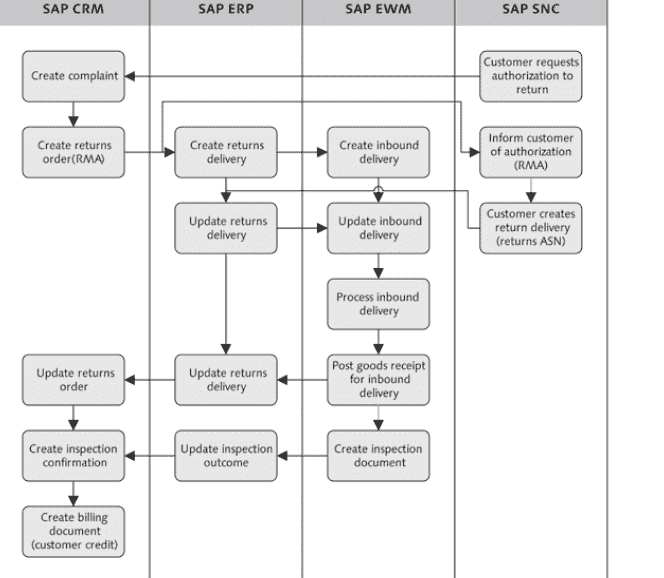 SAP CRM
SAP ERP
SAP EWM
SAP SNC
Create complaint
Customer requests
authorization to
return
Create returns
order(RMA)
Create returns
delivery
Create inbound
delivery
Inform customer
of authorization
(RMA)
Update returns
delivery
Update inbound
delivery
Customer creates
return delivery
(returns ASN)
Process inbound
delivery
Update returns
order
Update returns
delivery
Post goods receipt
for inbound
delivery
Create inspection
confirmation
Update inspection
outcome
Create inspection
document
Create billing
document
(customer credit)